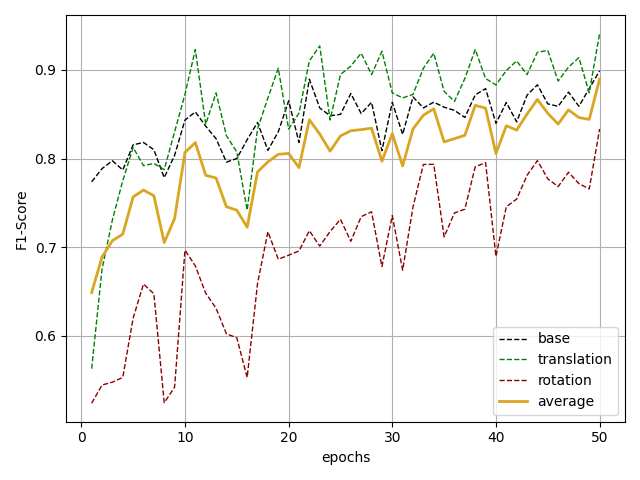 0.9
0.8
0.7
0.6
F1-Score
0 10 20 30 40 50
epochs
base
translation
rotation
average